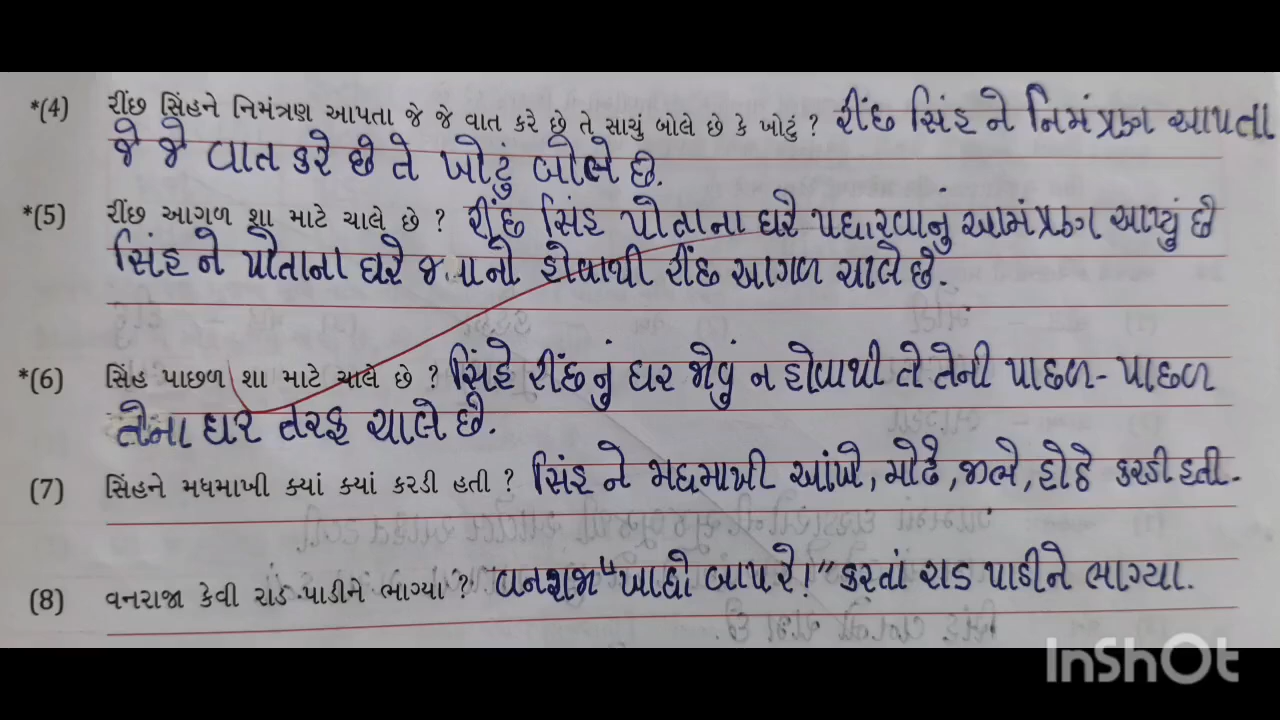 *(4) રીંછ સિંહને નિમંત્રણ આપતા જે જે વાત કરે છે તે સાચું બોલે છે કે ખોટું ? રીંછ સિંહ ને નિમંત્રણ આપતા
જે જે વાત કરે છે તે ખોટું બોલે છે.
*(5) રીંછ આગળ શા માટે ચાલે છે ? રીંછ સિંહ પોતાના ઘરે પધારવાનું આમંત્રણ આપ્યું છે
સિંહ ને પોતાના ઘરે હોવાથી રીંછ આગળ ચાલે છે.
*(6) સિંહ પાછળ શા માટે ચાલે છે ? સિંહે રીંછ નું ઘર જોયું ન હોવાથી તે તેની પાછળ - પાછળ
તેના ઘર તરફ ચાલે છે.
(7) સિંહને મધમાખી ક્યાં ક્યાં કરડી હતી ? સિંહ ને મધમાખી આંખે, મોઢે, જીભે, હોઠે કરડી હતી.
(8) વનરાજા કેવી રાડ પાડીને ભાગ્યા ? "વનરાજા "ખાધો બાપ રે!" કરતાં રાડ પાડીને ભાગ્યા.
InShOt